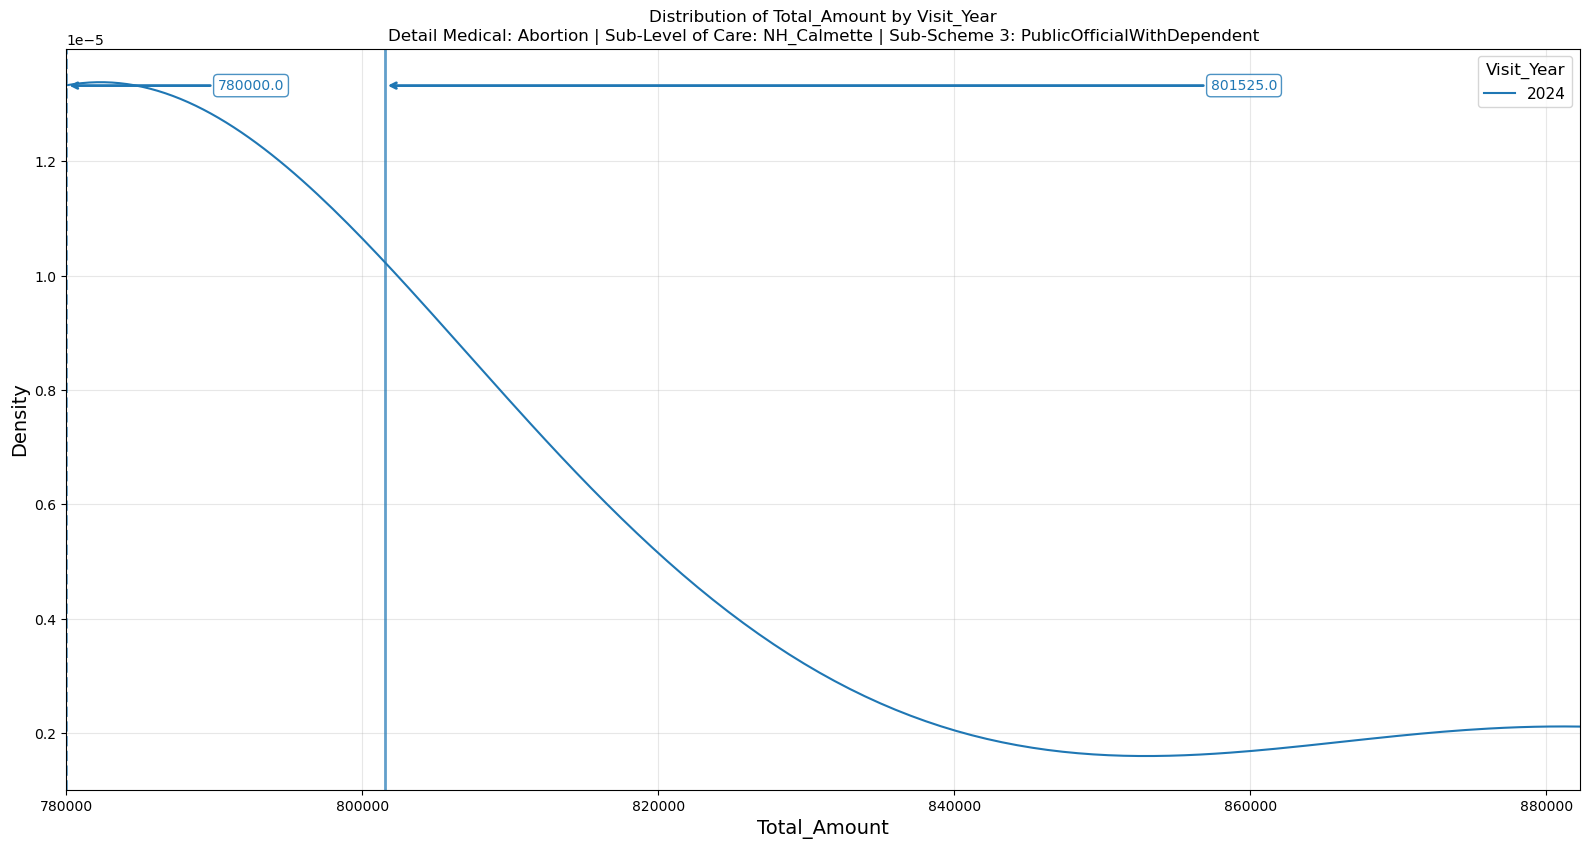 Distribution of Total_Amount by Visit_Year
Detail Medical: Abortion | Sub-Level of Care: NH_Calmette | Sub-Scheme 3: PublicOfficialWithDependent
1e−5
780000.0
801525.0
Visit_Year
2024
1.2
1.0
0.8
0.6
0.4
0.2
Density
780000
800000
820000
840000
860000
880000
Total_Amount